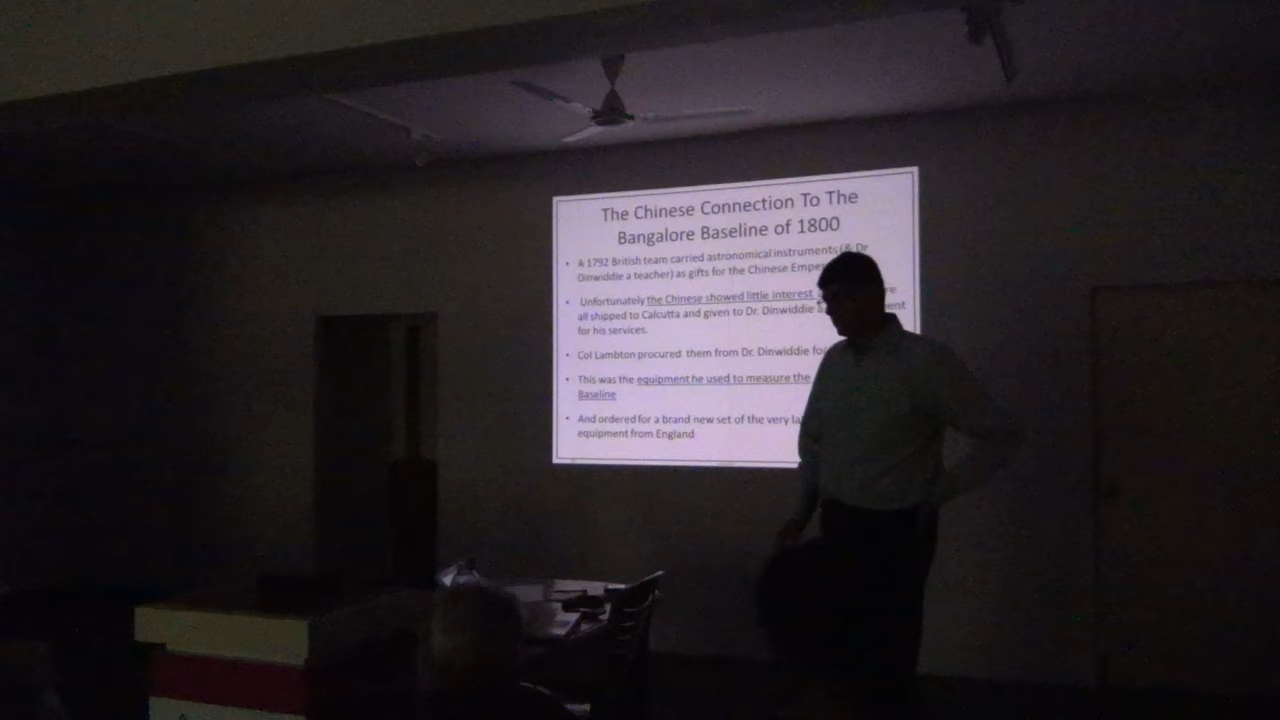 The Chinese Connection To The
Bangalore Baseline of 1800
• A 1792 British team carried astronomical instruments (& Dr
Dinwiddie a teacher) as gifts for the Chinese
• Unfortunately the Chinese showed little interest
all shipped to Calcutta and given to Dr. Dinwiddie
for his services.
• Col Lambton procured them from Dr. Dinwiddie
• This was the equipment he used to measure the
Baseline
• And ordered for a brand new set of the very
equipment from England